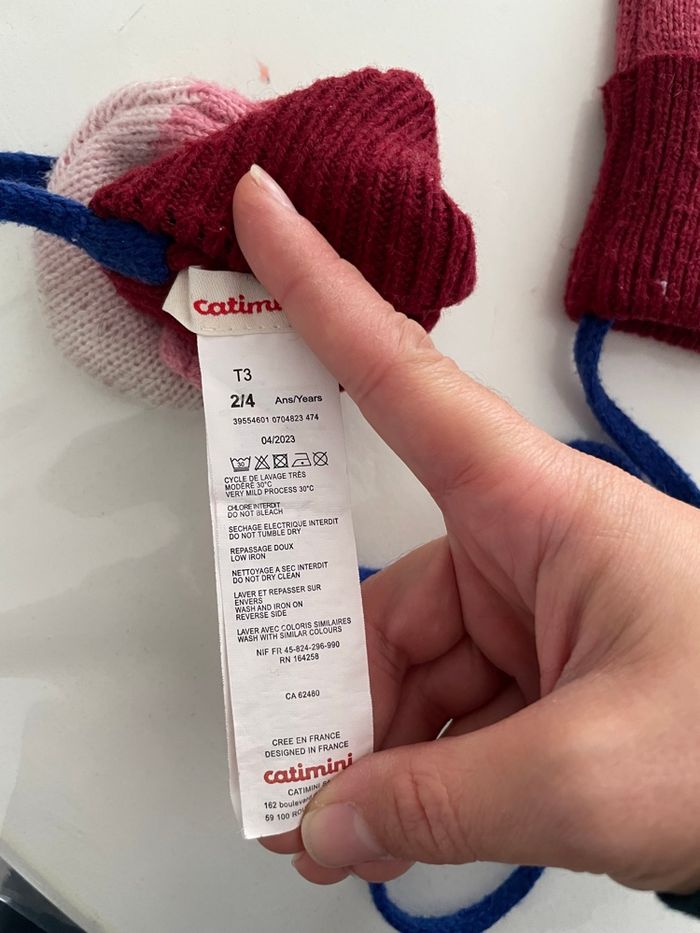 T3
2/4 Ans/Years
39554601 0704823 474
04/2023
30
CYCLE DE LAVAGE TRÈS
MODÉRÉ 30°C
VERY MILD PROCESS 30°C
CHLORE INTERDIT
DO NOT BLEACH
SECHAGE ELECTRIQUE INTERDIT
DO NOT TUMBLE DRY
REPASSAGE DOUX
LOW IRON
NETTOYAGE A SEC INTERDIT
DO NOT DRY CLEAN
LAVER ET REPASSER SUR
ENVERS
WASH AND IRON ON
REVERSE SIDE
LAVER AVEC COLORIS SIMILAIRES
WASH WITH SIMILAR COLOURS
NIF FR 45-824-296-990
RN 164258
CA 62480
CREE EN FRANCE
DESIGNED IN FRANCE
catimini
CATIMINI
162
59 100